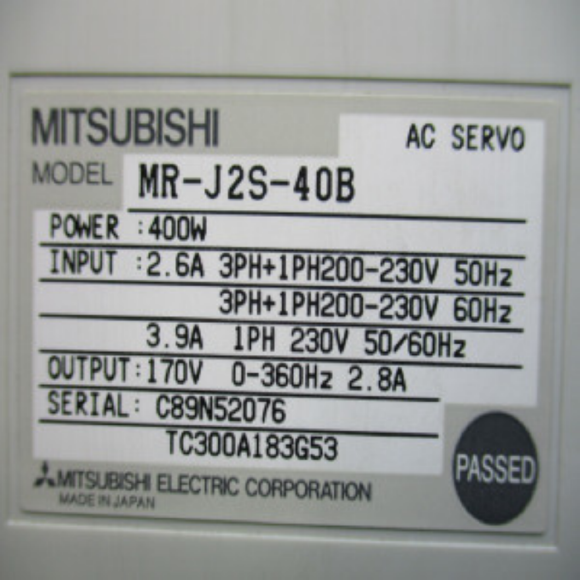 MITSUBISHI
AC SERVO
MODEL MR-J2S-40B
POWER :400W
INPUT :2.6A 3PH+1PH200-230V 50Hz
3PH+1PH200-230V 60Hz
3.9A 1PH 230V 50/60Hz
OUTPUT:170V 0-360Hz 2.8A
SERIAL: C89N52076
TC300A183G53
MITSUBISHI ELECTRIC CORPORATION
MADE IN JAPAN
PASSED